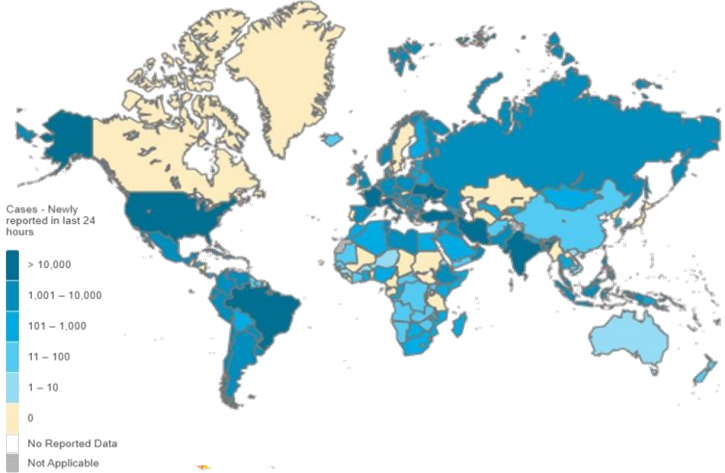 Cases - Newly
reported in last 24
hours
> 10,000
1,001 – 10,000
101 – 1,000
11 – 100
1 – 10
0
No Reported Data
Not Applicable